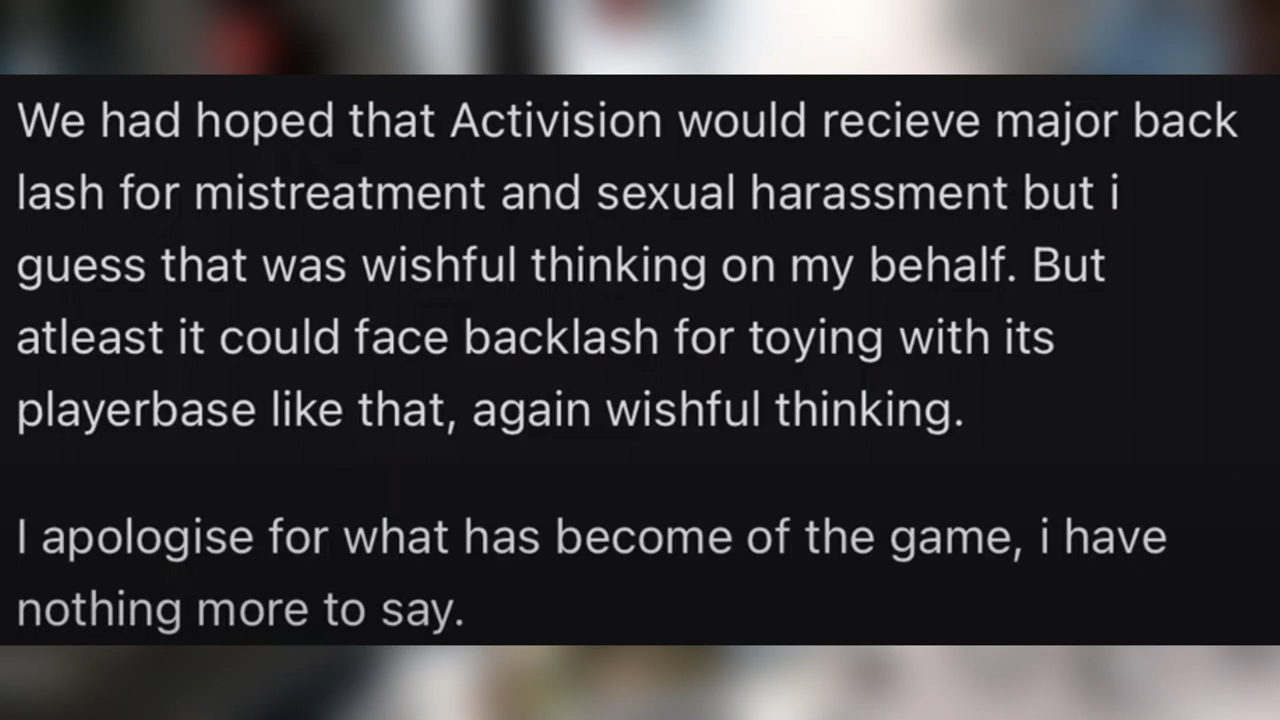 We had hoped that Activision would recieve major back
lash for mistreatment and sexual harassment but i
guess that was wishful thinking on my behalf. But
atleast it could face backlash for toying with its
playerbase like that, again wishful thinking.
I apologise for what has become of the game, i have
nothing more to say.